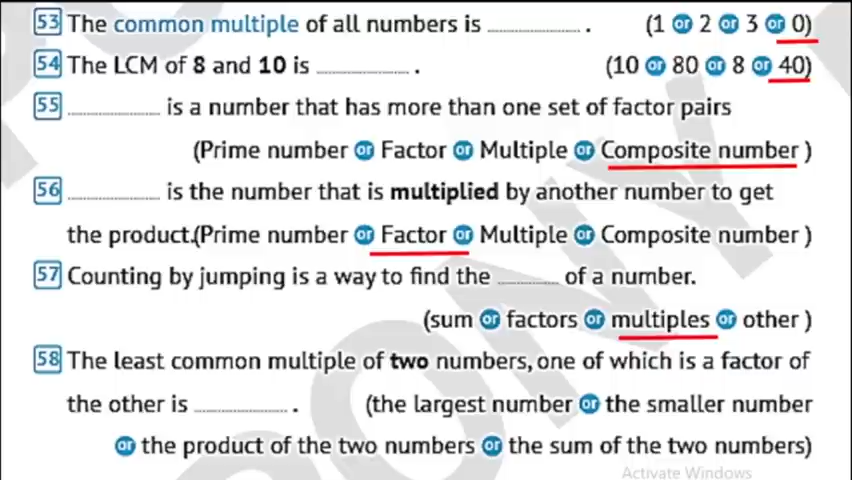 53 The common multiple of all numbers is .................. . (1 or 2 or 3 or 0)
54 The LCM of 8 and 10 is .................. . (10 or 80 or 8 or 40)
55 .................. is a number that has more than one set of factor pairs
(Prime number or Factor or Multiple or Composite number )
56 .................. is the number that is multiplied by another number to get
the product.(Prime number or Factor or Multiple or Composite number )
57 Counting by jumping is a way to find the ............ of a number.
(sum or factors or multiples or other )
58 The least common multiple of two numbers, one of which is a factor of
the other is .................. . (the largest number or the smaller number
or the product of the two numbers or the sum of the two numbers)
Activate Windows